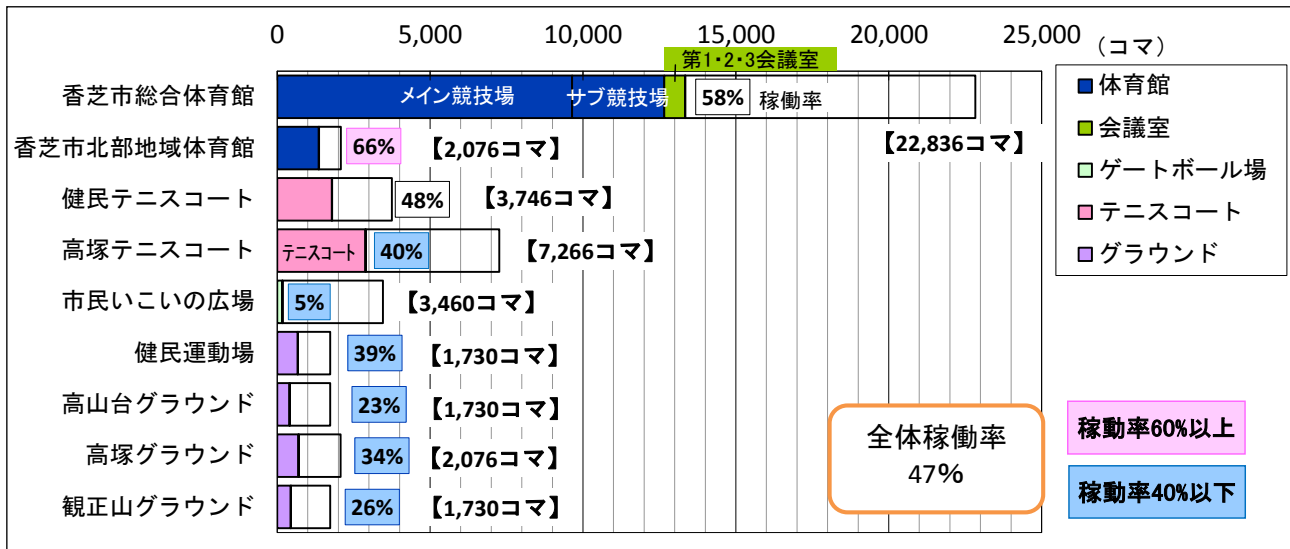 0 5,000 10,000 15,000 20,000 25,000 （コマ）
第1・2・3会議室
香芝市総合体育館 メイン競技場 サブ競技場 58% 稼働率
【22,836コマ】
香芝市北部地域体育館 66% 【2,076コマ】
健民テニスコート 48% 【3,746コマ】
高塚テニスコート テニスコート 40% 【7,266コマ】
市民いこいの広場 5% 【3,460コマ】
健民運動場 39% 【1,730コマ】
高山台グラウンド 23% 【1,730コマ】
高塚グラウンド 34% 【2,076コマ】
観正山グラウンド 26% 【1,730コマ】
体育館
会議室
ゲートボール場
テニスコート
グラウンド
全体稼働率
47%
稼動率60%以上
稼動率40%以下